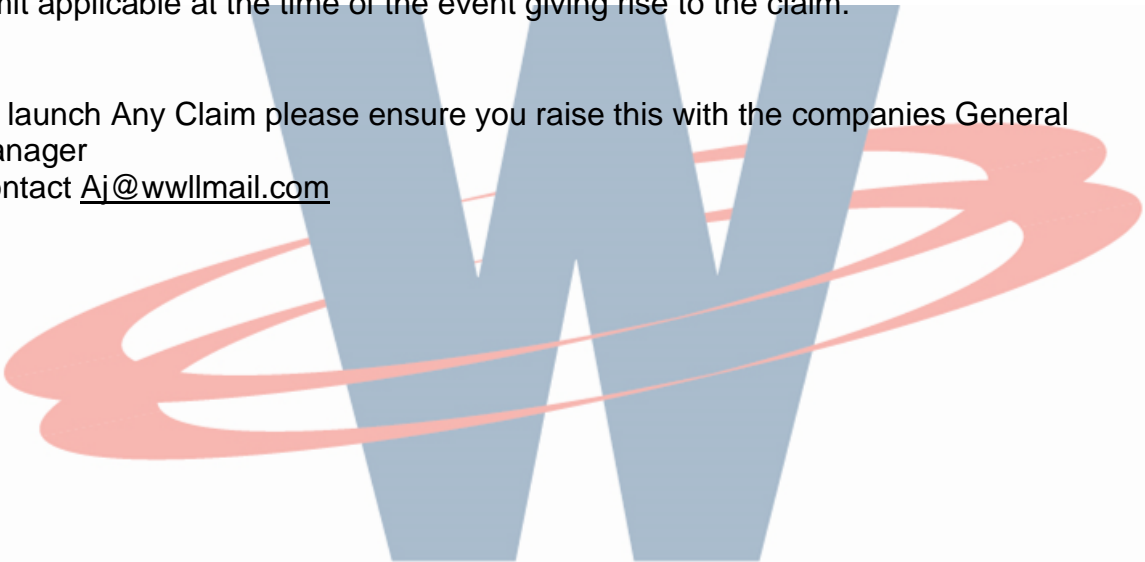 applicable at the time of the event giving rise to the claim.
launch Any Claim please ensure you raise this with the companies General
anager
ontact Aj@wwllmail.com
W